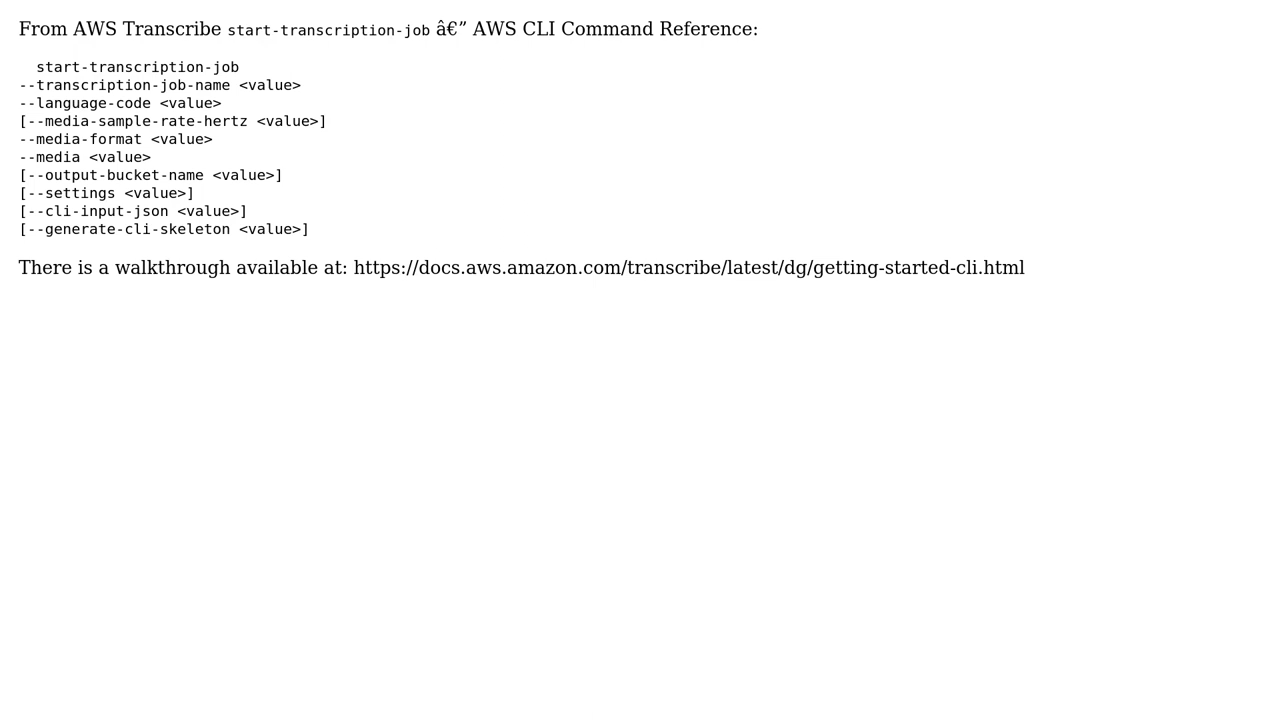 From AWS Transcribe start-transcription-job â€” AWS CLI Command Reference:
  start-transcription-job
--transcription-job-name <value>
--language-code <value>
[--media-sample-rate-hertz <value>]
--media-format <value>
--media <value>
[--output-bucket-name <value>]
[--settings <value>]
[--cli-input-json <value>]
[--generate-cli-skeleton <value>]
There is a walkthrough available at: https://docs.aws.amazon.com/transcribe/latest/dg/getting-started-cli.html